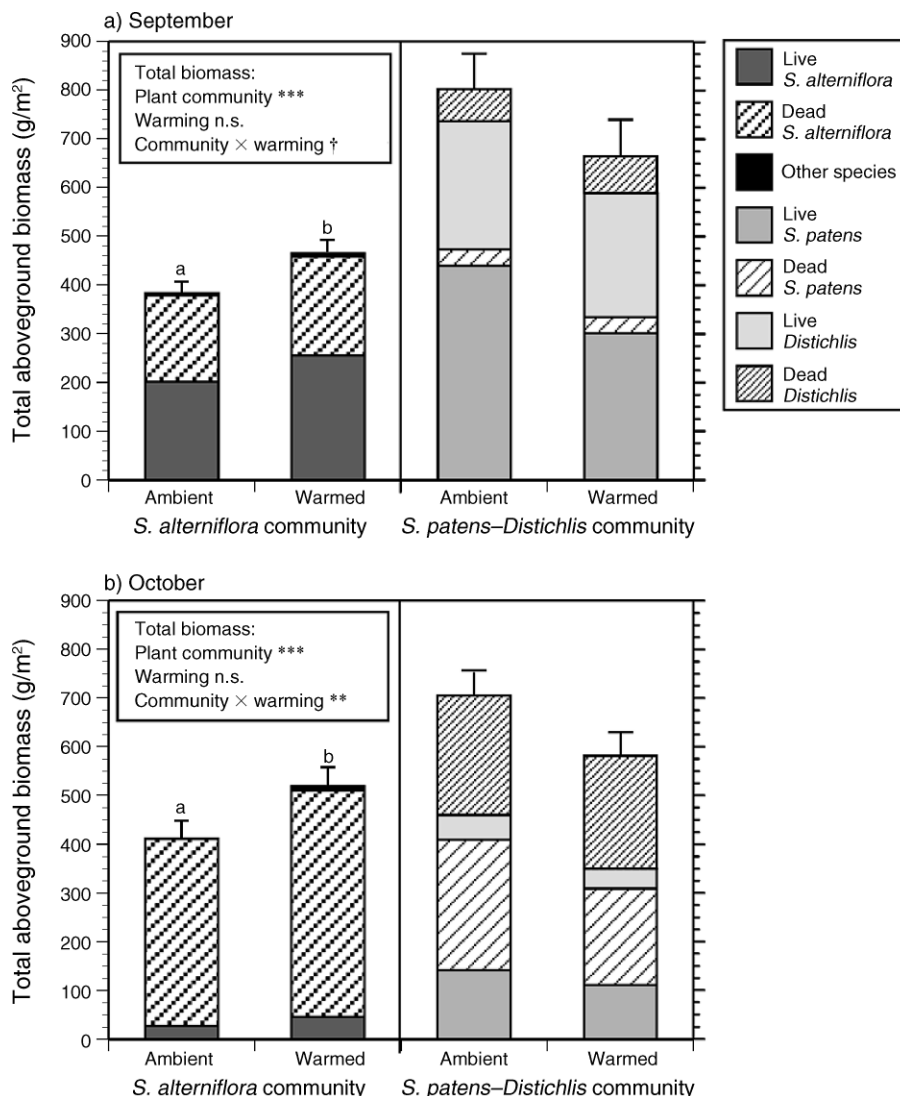 a) September
900
800
700
600
500
400
300
200
100
0
Total aboveground biomass (g/m²)
Total biomass:
Plant community ***
Warming n.s.
Community × warming †
a
b
Ambient
Warmed
Ambient
Warmed
S. alterniflora community
S. patens–Distichlis community
Live
S. alterniflora
Dead
S. alterniflora
Other species
Live
S. patens
Dead
S. patens
Live
Distichlis
Dead
Distichlis
b) October
900
800
700
600
500
400
300
200
100
0
Total aboveground biomass (g/m²)
Total biomass:
Plant community ***
Warming n.s.
Community × warming **
a
b
Ambient
Warmed
Ambient
Warmed
S. alterniflora community
S. patens–Distichlis community